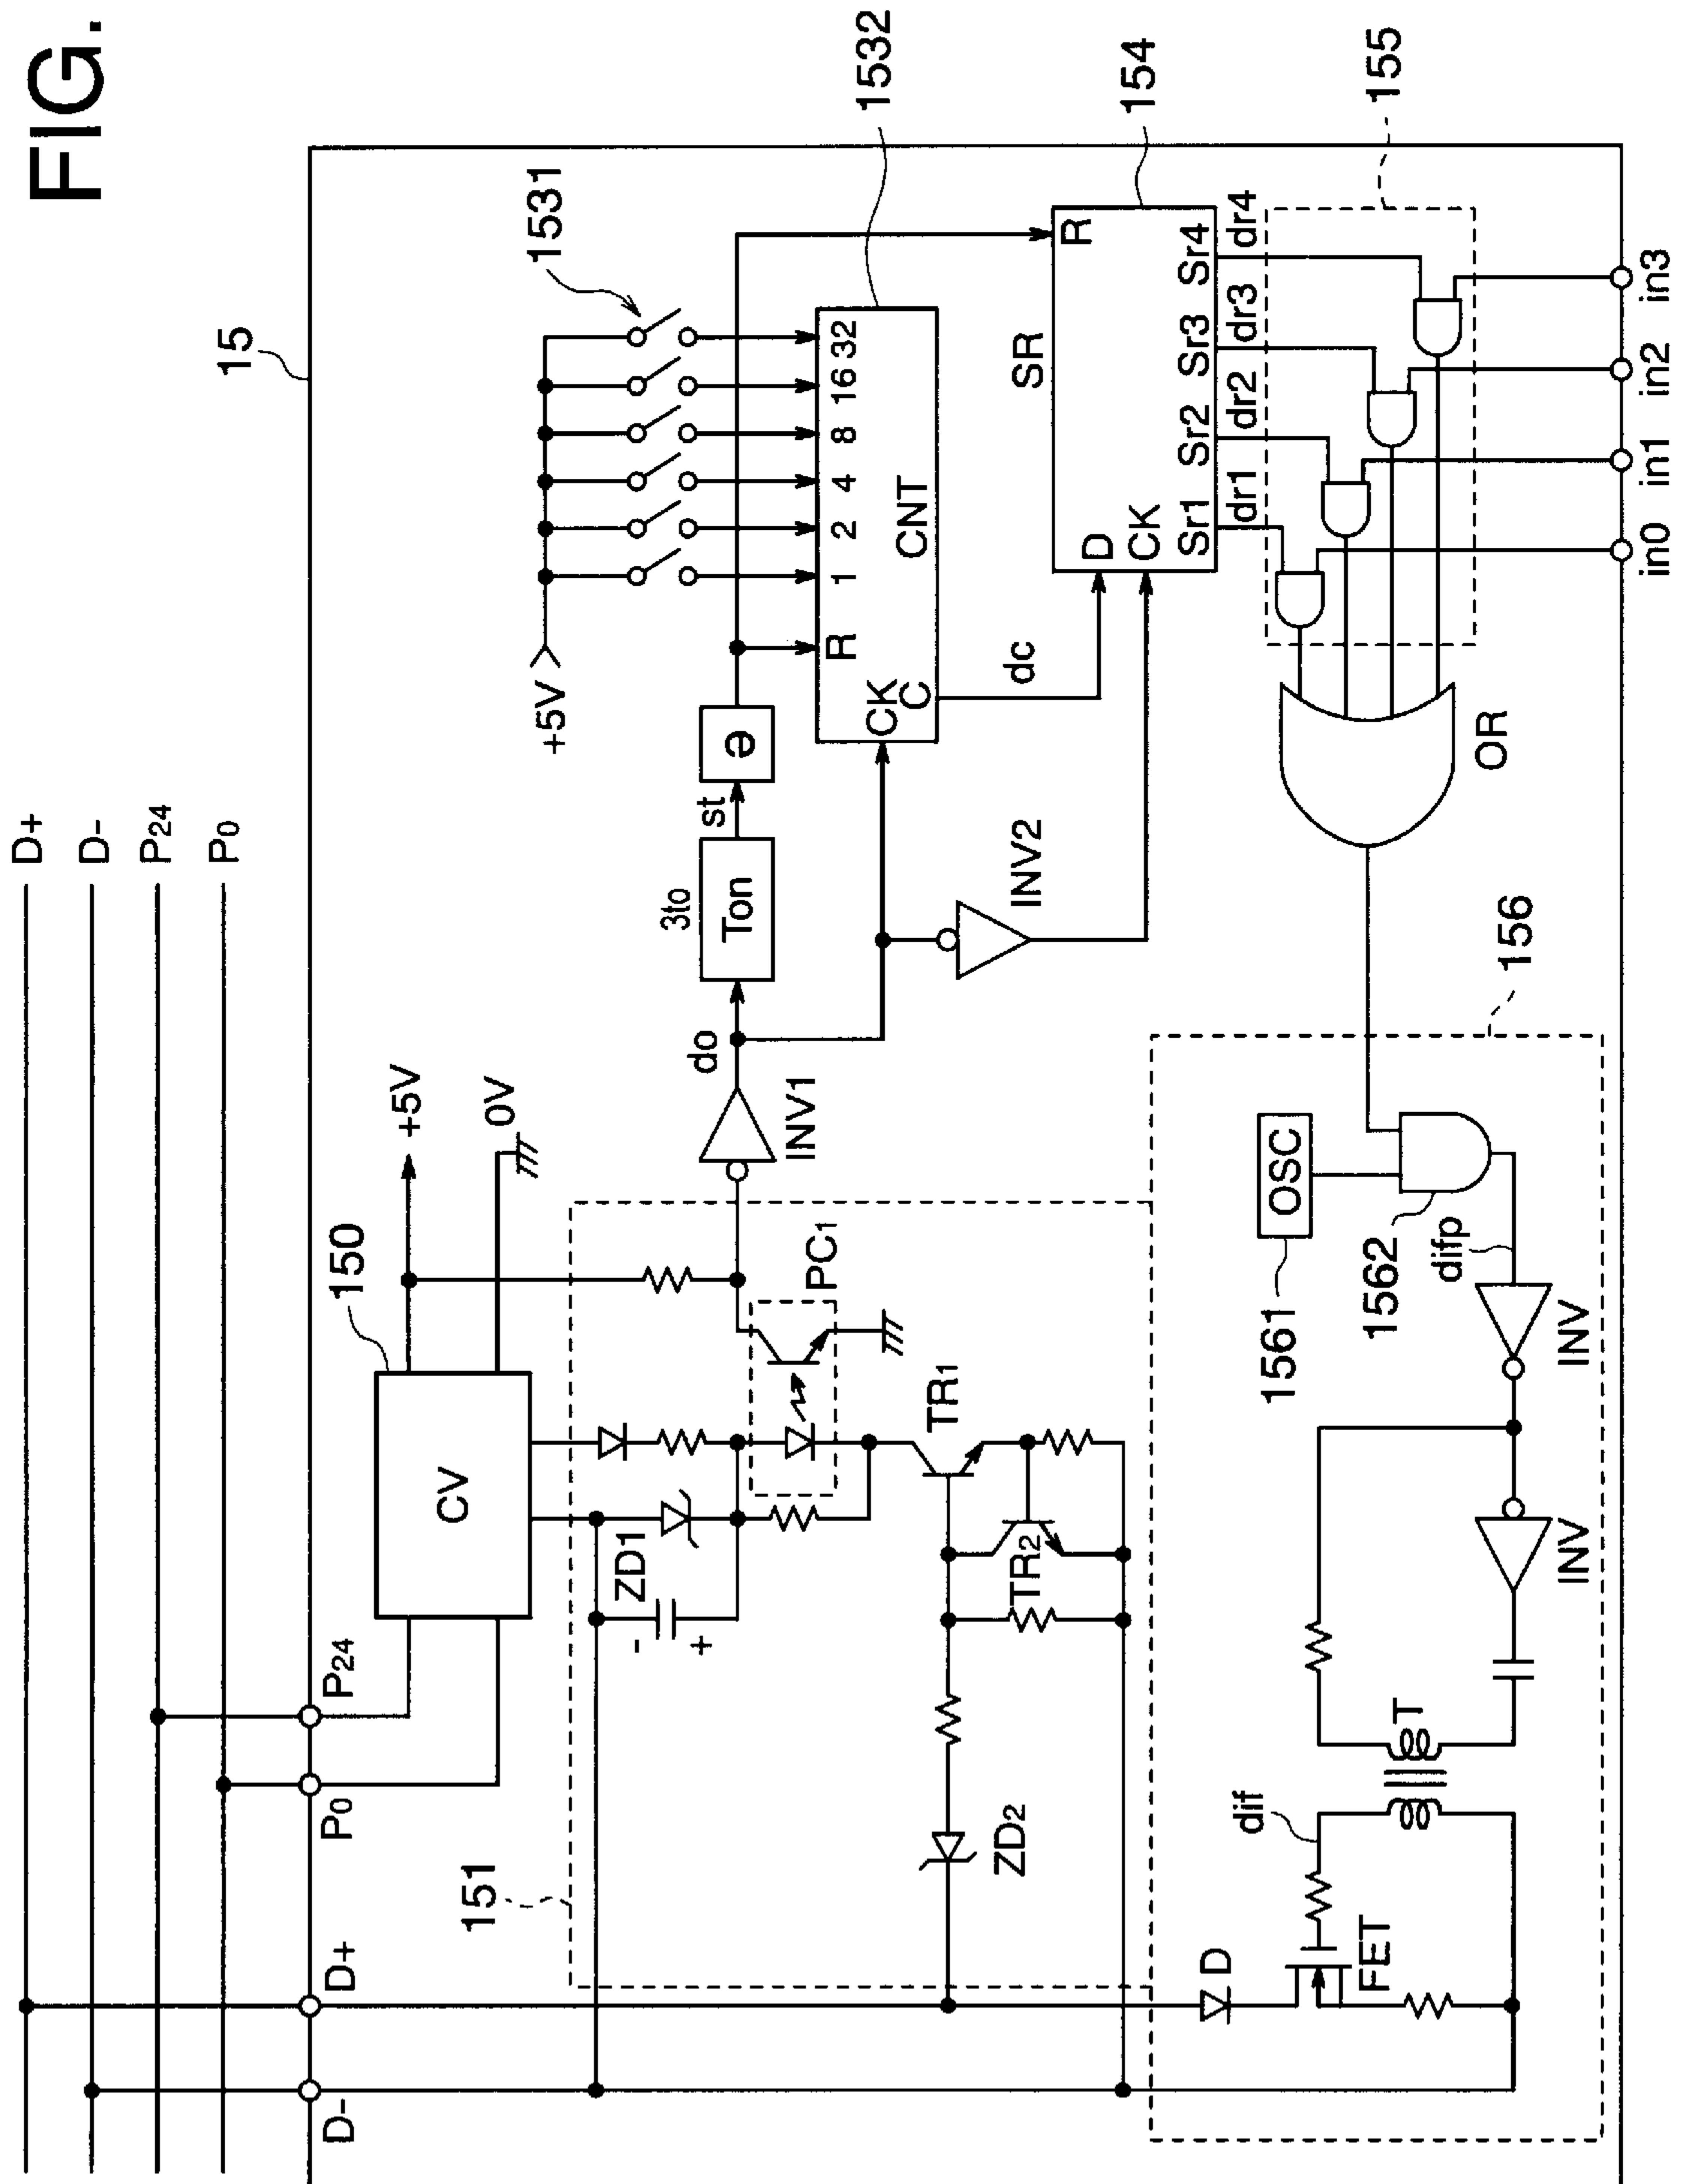 FIG.
D+
D-
P24
P0
15
1531
1532
154
155
+5V
+5V
0V
150
CV
P24
P0
D+
D-
151
do
INV1
3to
Ton
st
e
R
1
2
4
8
16
32
CK
C
CNT
dc
INV2
R
SR
D
CK
Sr1
Sr2
Sr3
Sr4
dr1
dr2
dr3
dr4
in0
in1
in2
in3
OR
156
PC1
ZD1
-
+
TR1
TR2
ZD2
OSC
1561
1562
difp
INV
INV
T
dif
FET
D